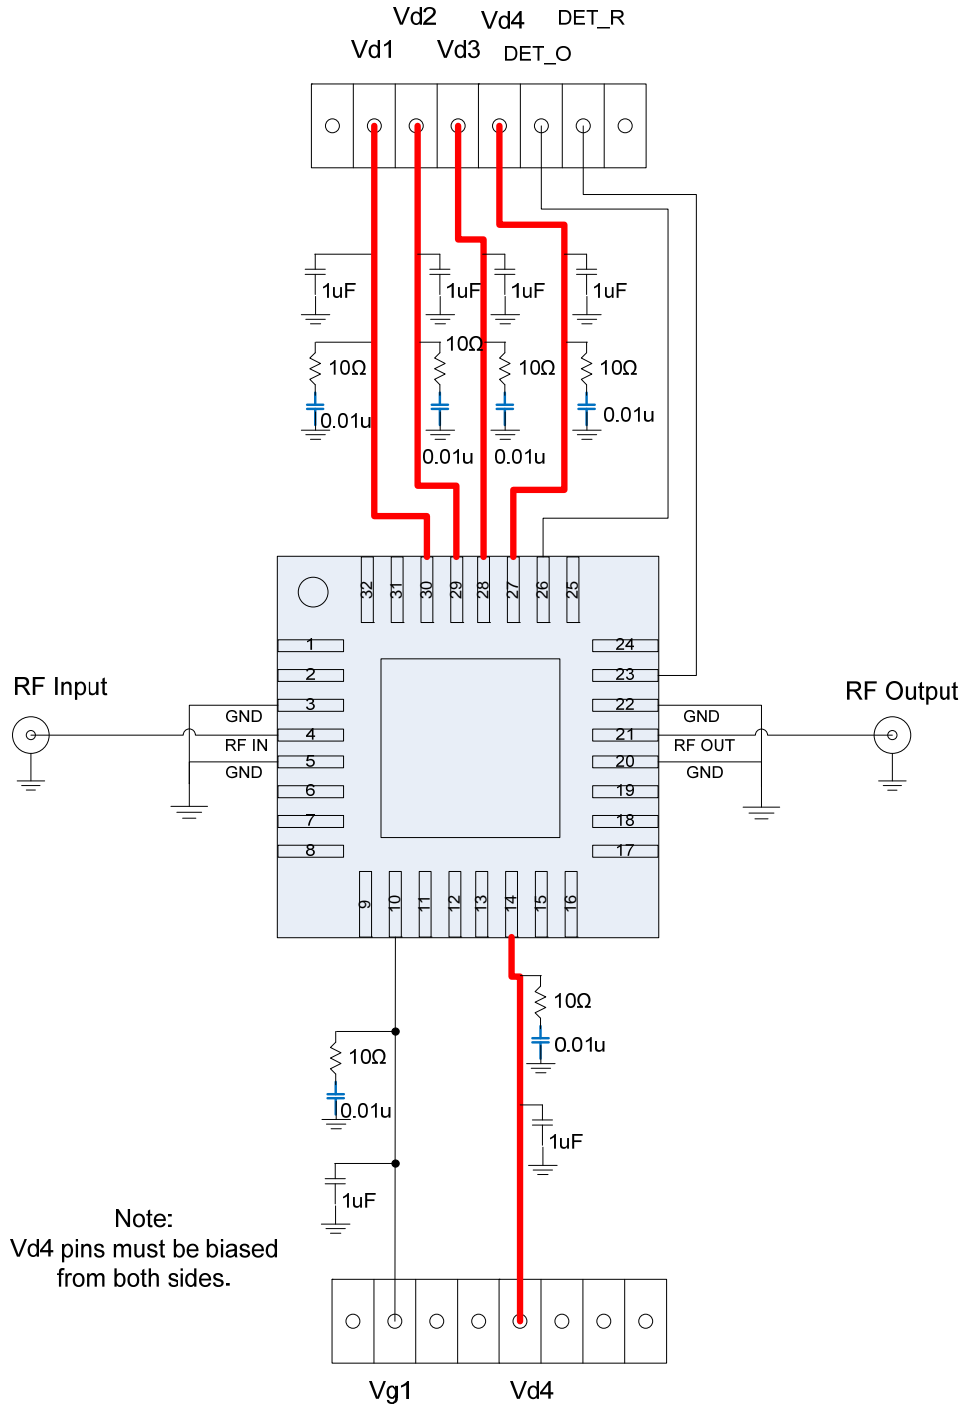 Vd2 Vd4 DET_R
Vd1 Vd3 DET_O
1uF 1uF 1uF 1uF
10Ω 10Ω 10Ω 10Ω
0.01u 0.01u
0.01u 0.01u
32 31 30 29 28 27 26 25
1 24
2 23
RF Input RF Output
3 22
GND GND
4 21
RF IN RF OUT
5 20
GND GND
6 19
7 18
8 17
9 10 11 12 13 14 15 16
10Ω
0.01u
10Ω
0.01u
1uF
1uF
Note:
Vd4 pins must be biased
from both sides.
Vg1 Vd4